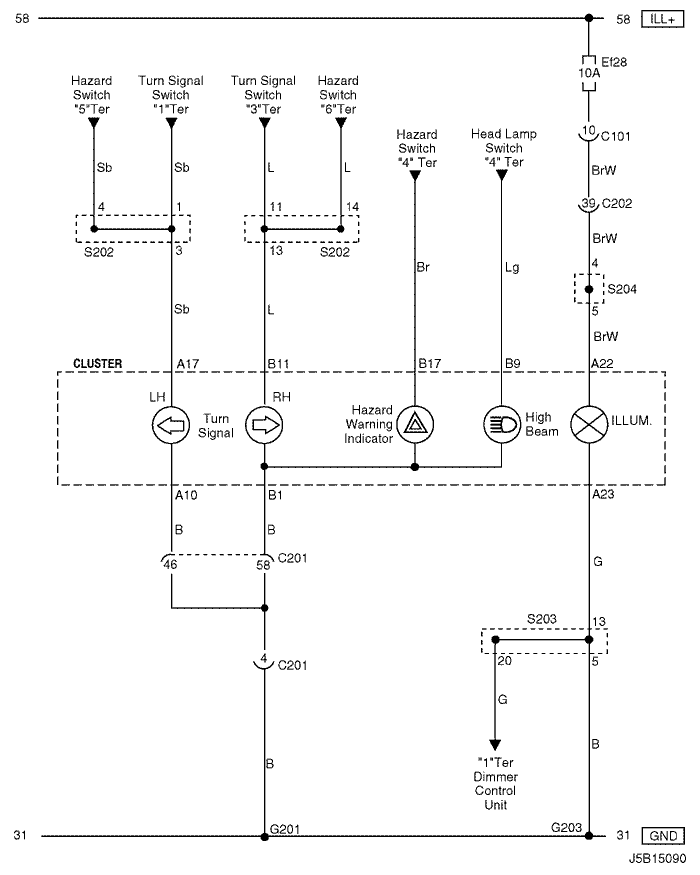 58
58 ILL+
Ef28
10A
Hazard Switch "5"Ter
Turn Signal Switch "1"Ter
Turn Signal Switch "3"Ter
Hazard Switch "6"Ter
Hazard Switch "4" Ter
Head Lamp Switch "4" Ter
10 C101
Sb
Sb
L
L
BrW
4
1
11
14
39 C202
S202
3
13
S202
BrW
Br
Lg
4
S204
5
Sb
L
BrW
CLUSTER
A17
B11
B17
B9
A22
LH
RH
Turn Signal
Hazard Warning Indicator
High Beam
ILLUM.
A10
B1
A23
B
B
46
58
C201
G
S203
13
4
C201
20
5
G
B
B
"1"Ter Dimmer Control Unit
31
G201
G203
31 GND
J5B15090